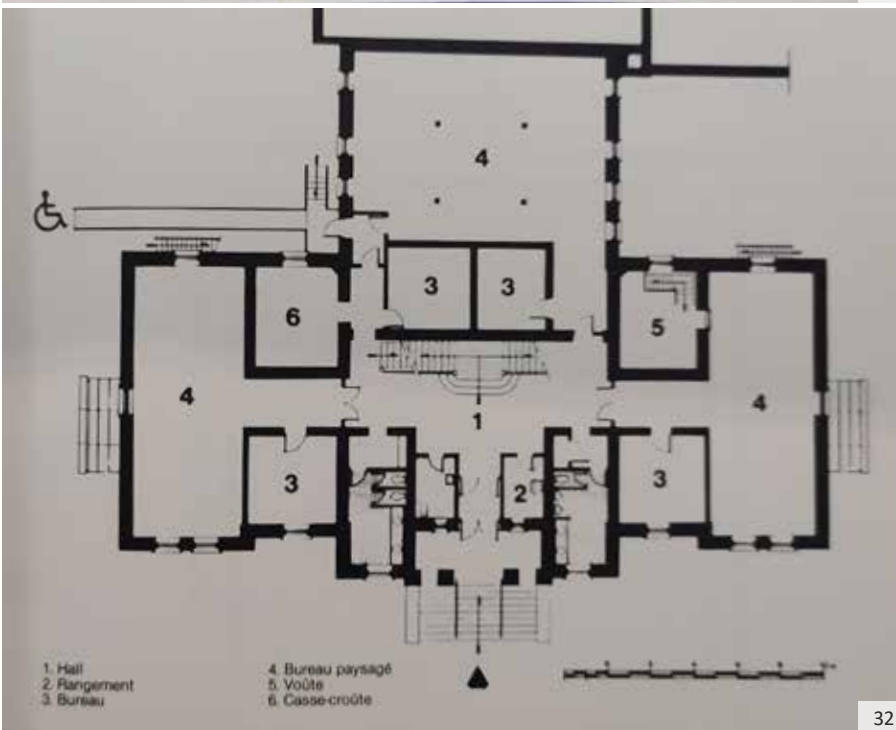 4
3
3
6
5
4
1
4
3
2
3
1. Hall
2. Rangement
3. Bureau
4. Bureau paysagé
5. Voûte
6. Casse-croûte
32